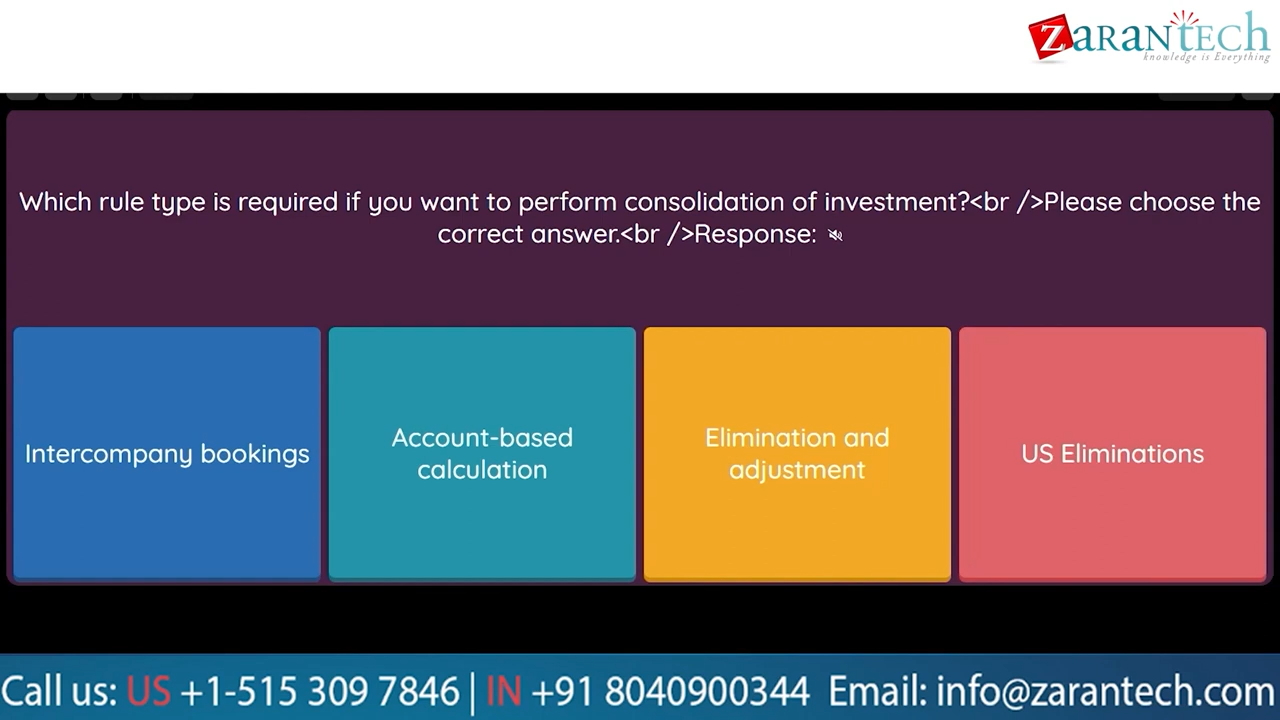 ZARANTECH
knowledge is Everything
Which rule type is required if you want to perform consolidation of investment?<br />Please choose the
correct answer.<br />Response:
Intercompany bookings
Account-based
calculation
Elimination and
adjustment
US Eliminations
Call us: US +1-515 309 7846 | IN +91 8040900344 Email: info@zarantech.com